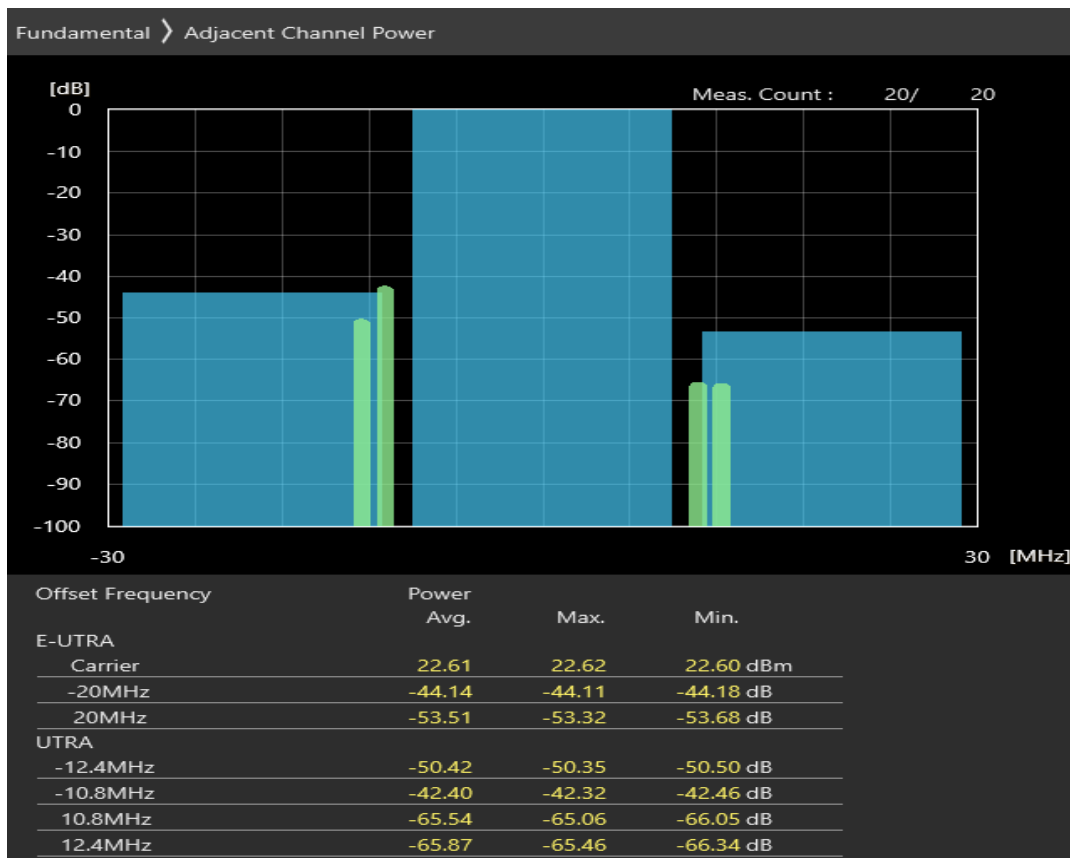 Fundamental 〉 Adjacent Channel Power
[dB]
Meas. Count : 20/ 20
0
-10
-20
-30
-40
-50
-60
-70
-80
-90
-100
-30 30 [MHz]
Offset Frequency Power
Avg. Max. Min.
E-UTRA
Carrier 22.61 22.62 22.60 dBm
-20MHz -44.14 -44.11 -44.18 dB
20MHz -53.51 -53.32 -53.68 dB
UTRA
-12.4MHz -50.42 -50.35 -50.50 dB
-10.8MHz -42.40 -42.32 -42.46 dB
10.8MHz -65.54 -65.06 -66.05 dB
12.4MHz -65.87 -65.46 -66.34 dB